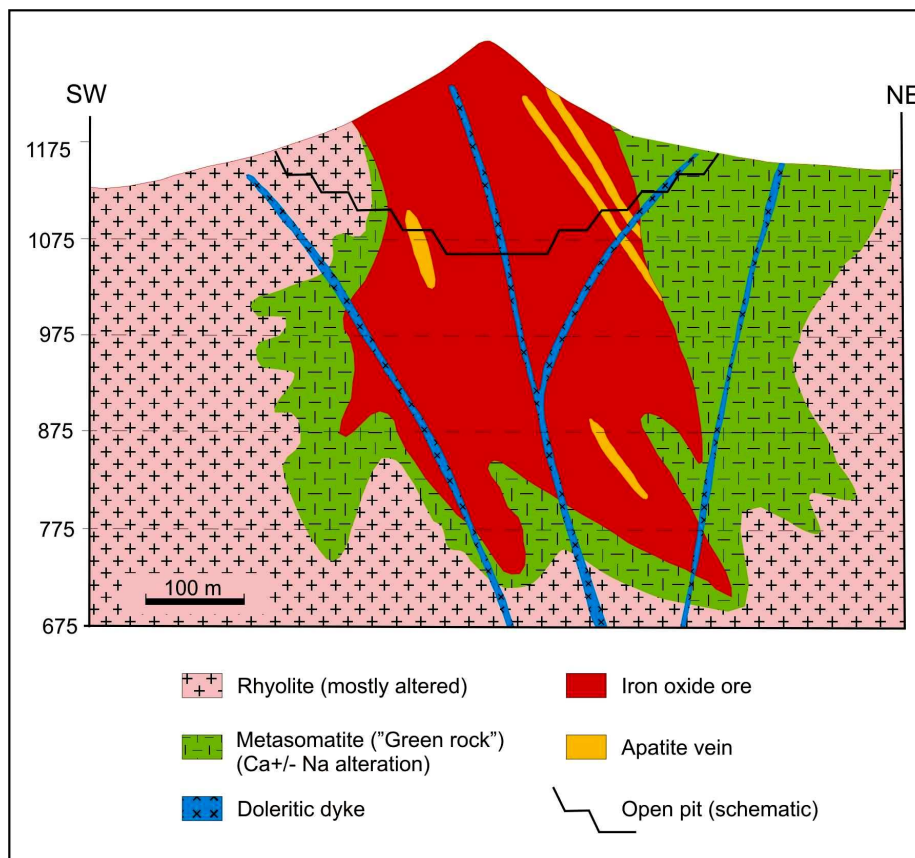 SW
NE
1175
1075
975
875
775
675
100 m
Rhyolite (mostly altered)
Iron oxide ore
Metasomatite ("Green rock")
(Ca+/- Na alteration)
Apatite vein
Doleritic dyke
Open pit (schematic)